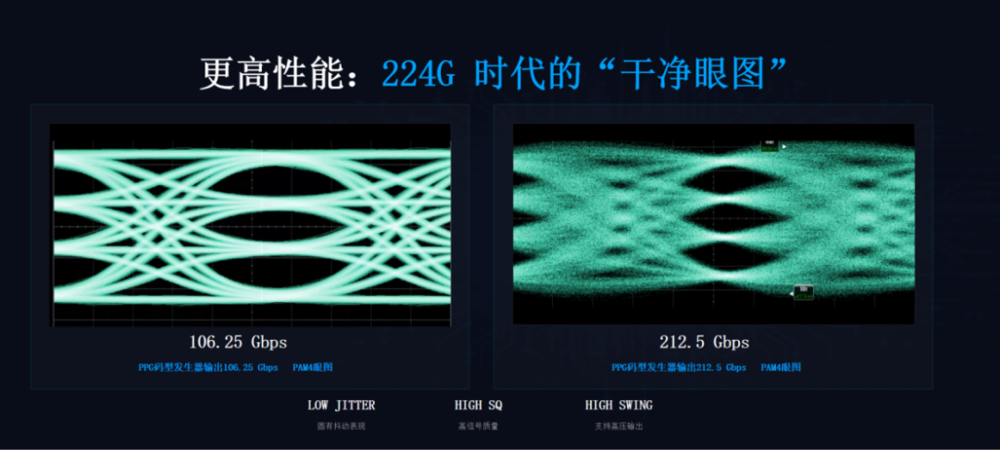 更高性能：224G 时代的“干净眼图”
106.25 Gbps
PPG码型发生器输出106.25 Gbps PAM4眼图
212.5 Gbps
PPG码型发生器输出212.5 Gbps PAM4眼图
LOW JITTER
固有抖动表现
HIGH SQ
高信号质量
HIGH SWING
支持高压输出